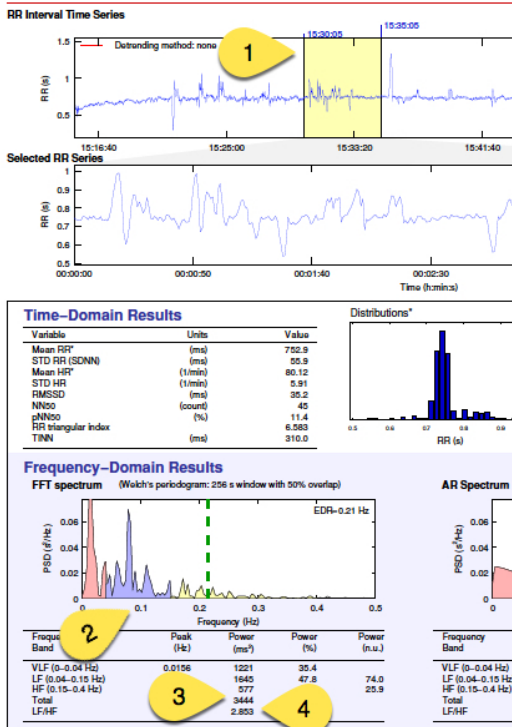 RR Interval Time Series
15:30:05
15:35:05
1.5
Detrending method: none
1
1
RR (s)
0.5
15:16:40 15:25:00 15:33:20 15:41:40
Selected RR Series
1
0.9
0.8
RR (s)
0.7
0.6
0.5
00:00:00 00:00:50 00:01:40 00:02:30
Time (h:min:s)
Time-Domain Results
Variable Units Value
Mean RR* (ms) 752.9
STD RR (SDNN) (ms) 55.9
Mean HR* (1/min) 80.12
STD HR (1/min) 5.91
RMSSD (ms) 35.2
NN50 (count) 45
pNN50 (%) 11.4
RR triangular index 6.583
TINN (ms) 310.0
Distributions*
0.5 0.6 0.7 0.8 0.9
RR (s)
Frequency-Domain Results
FFT spectrum (Welch's periodogram: 256 s window with 50% overlap)
EDR=0.21 Hz
0.06
0.04
PSD (s²/Hz)
0.02
0
0 0.1 0.2 0.3 0.4 0.5
Frequency (Hz)
2
Band Peak (Hz) Power (ms²) Power (%) Power (n.u.)
VLF (0-0.04 Hz) 0.0156 1221 35.4
LF (0.04-0.15 Hz) 1645 47.8 74.0
HF (0.15-0.4 Hz) 577 25.9
Total 3444
LF/HF 2.853
3
4
AR Spectrum
0.06
0.04
PSD (s²/Hz)
0.02
0
0
Frequency
Band
VLF (0-0.04 Hz)
LF (0.04-0.15 Hz)
HF (0.15-0.4 Hz)
Total
LF/HF